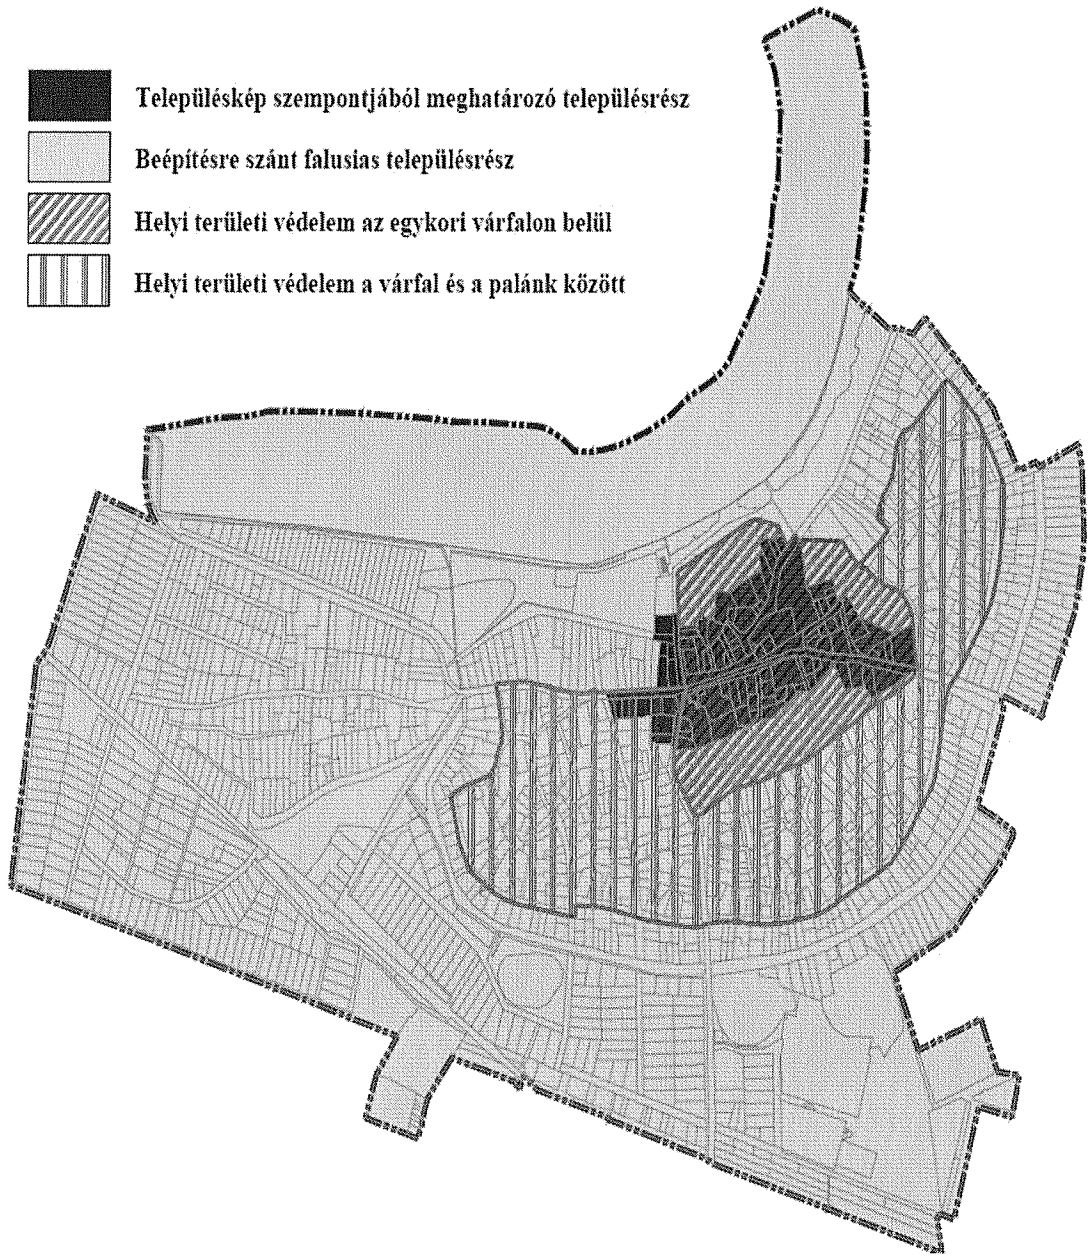 Településkép szempontjából meghatározó településrész
Beépítésre szánt falusias településrész
Helyi területi védelem az egykori várfalon belül
Helyi területi védelem a várfal és a palánk között